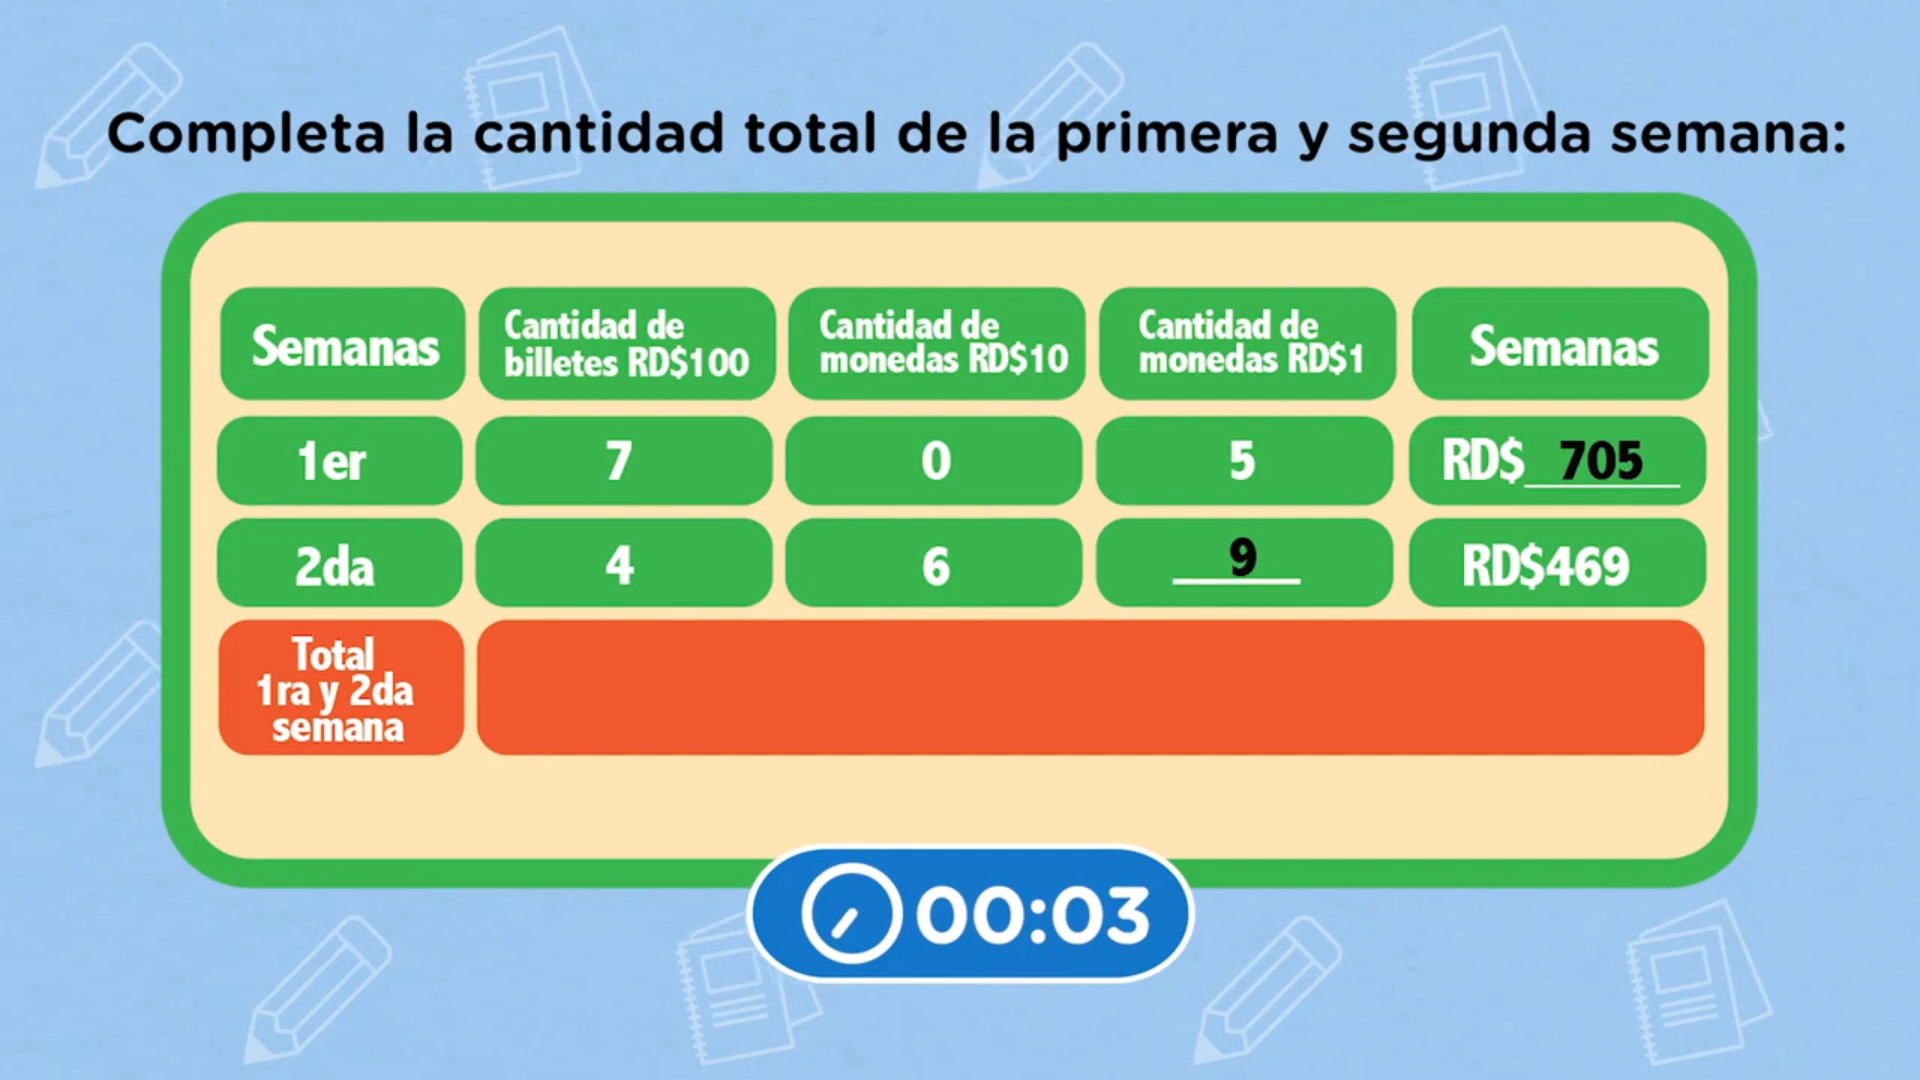 Completa la cantidad total de la primera y segunda semana:
Semanas
Cantidad de
billetes RD$100
Cantidad de
monedas RD$10
Cantidad de
monedas RD$1
Semanas
1er
7
0
5
RD$ 705
2da
4
6
9
RD$469
Total
1ra y 2da
semana
00:03